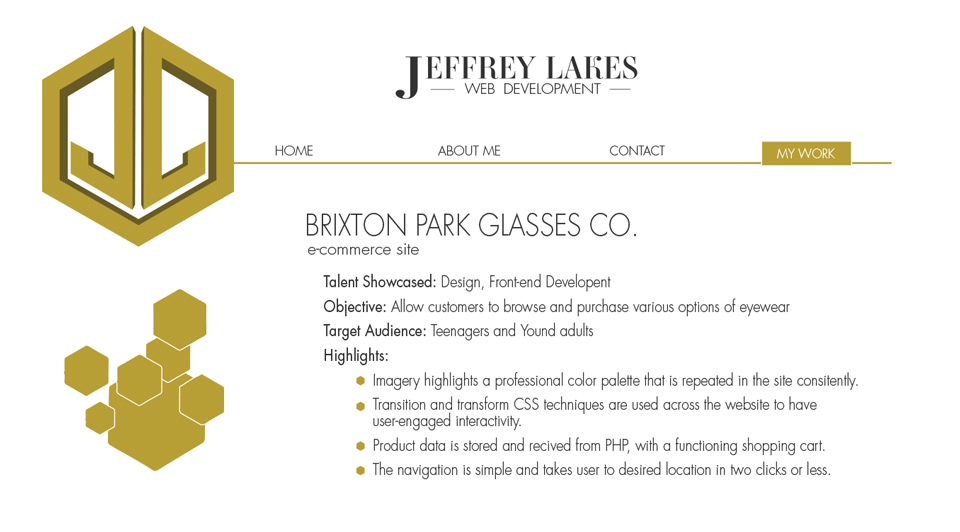 JEFFREY LAKES
WEB DEVELOPMENT
HOME ABOUT ME CONTACT MY WORK
BRIXTON PARK GLASSES CO.
e-commerce site
Talent Showcased: Design, Front-end Developent
Objective: Allow customers to browse and purchase various options of eyewear
Target Audience: Teenagers and Yound adults
Highlights:
Imagery highlights a professional color palette that is repeated in the site consitently.
Transition and transform CSS techniques are used across the website to have
user-engaged interactivity.
Product data is stored and recived from PHP, with a functioning shopping cart.
The navigation is simple and takes user to desired location in two clicks or less.